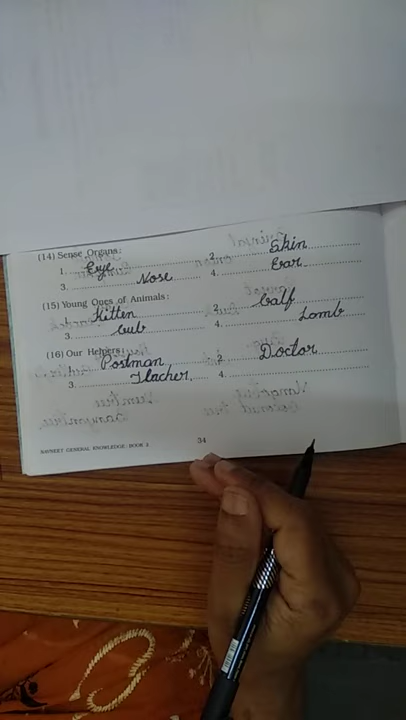 (14) Sense Organs:
1. Eye 2. Skin
3. Nose 4. Ear
(15) Young Ones of Animals:
1. Kitten 2. Calf
3. Cub 4. Lamb
(16) Our Helpers:
1. Postman 2. Doctor
3. Teacher. 4.
NAVNEET GENERAL KNOWLEDGE: BOOK 2
34